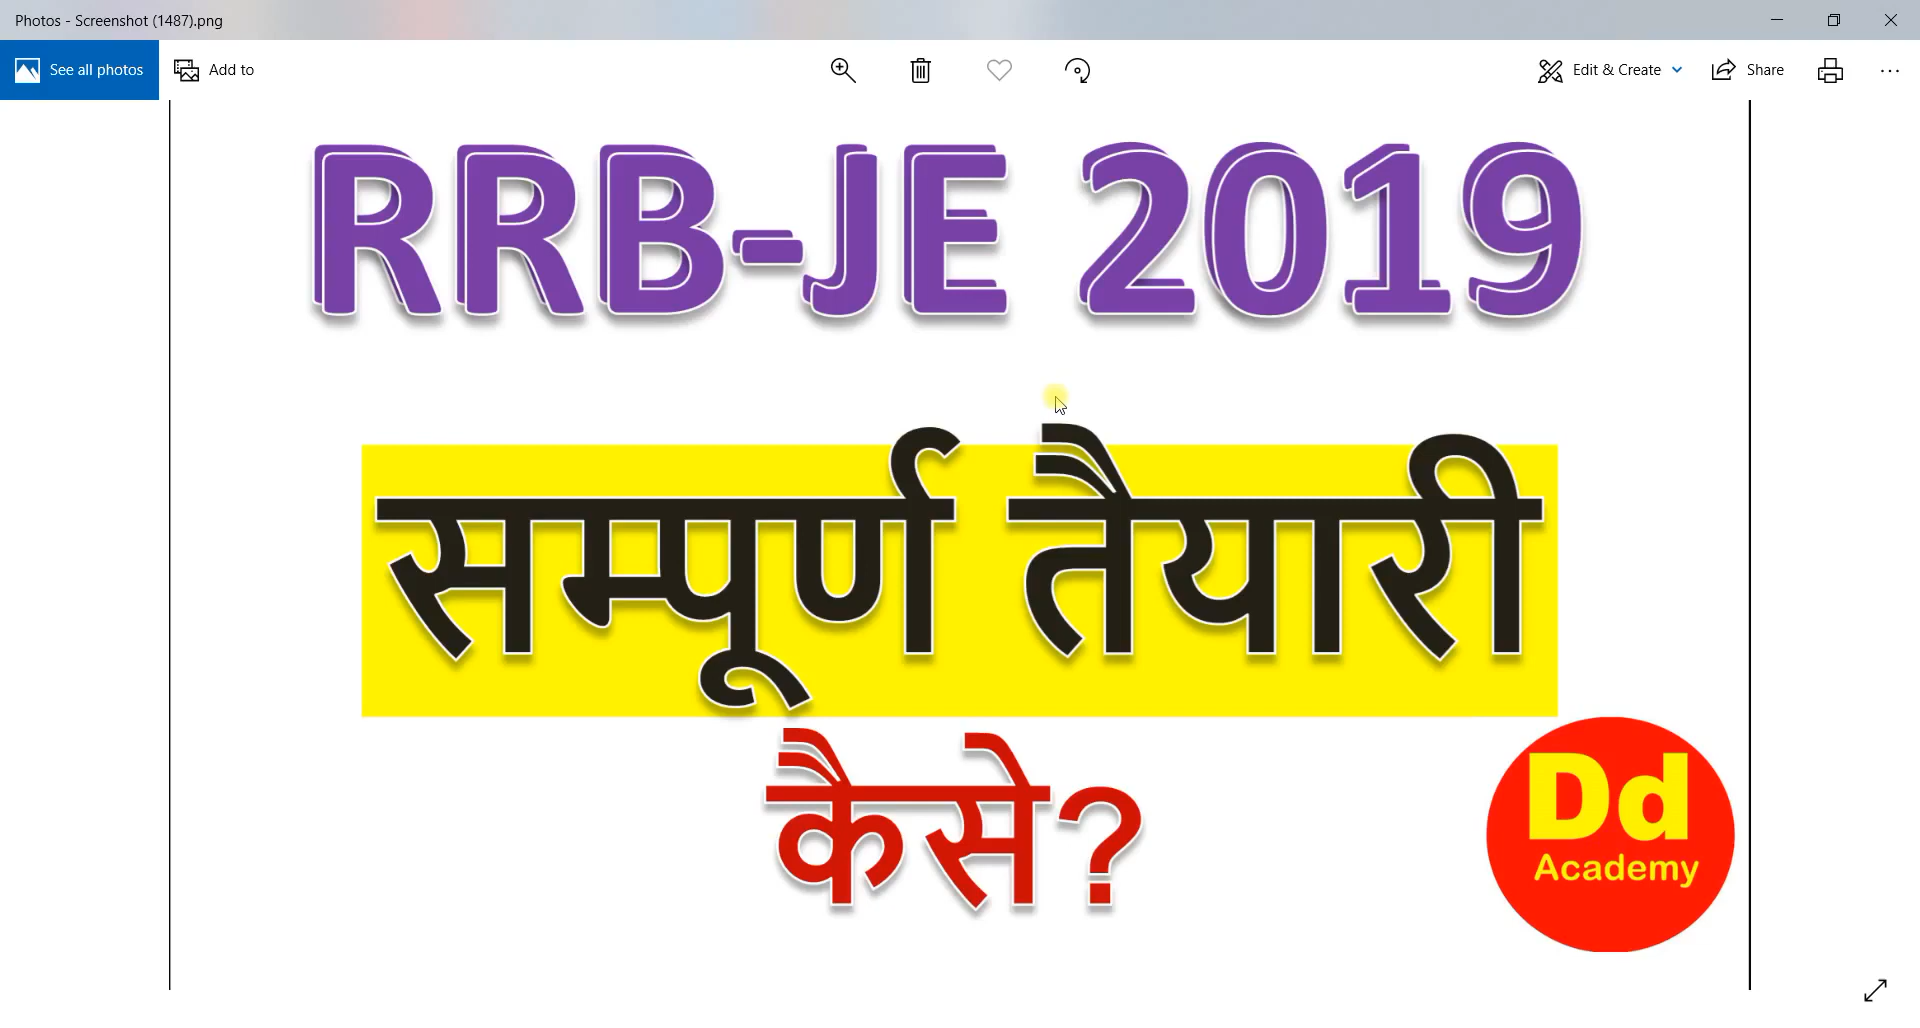 Photos - Screenshot (1487).png
See all photos
Add to
Edit & Create
Share
RRB-JE 2019
सम्पूर्ण तैयारी
कैसे?
Dd
Academy